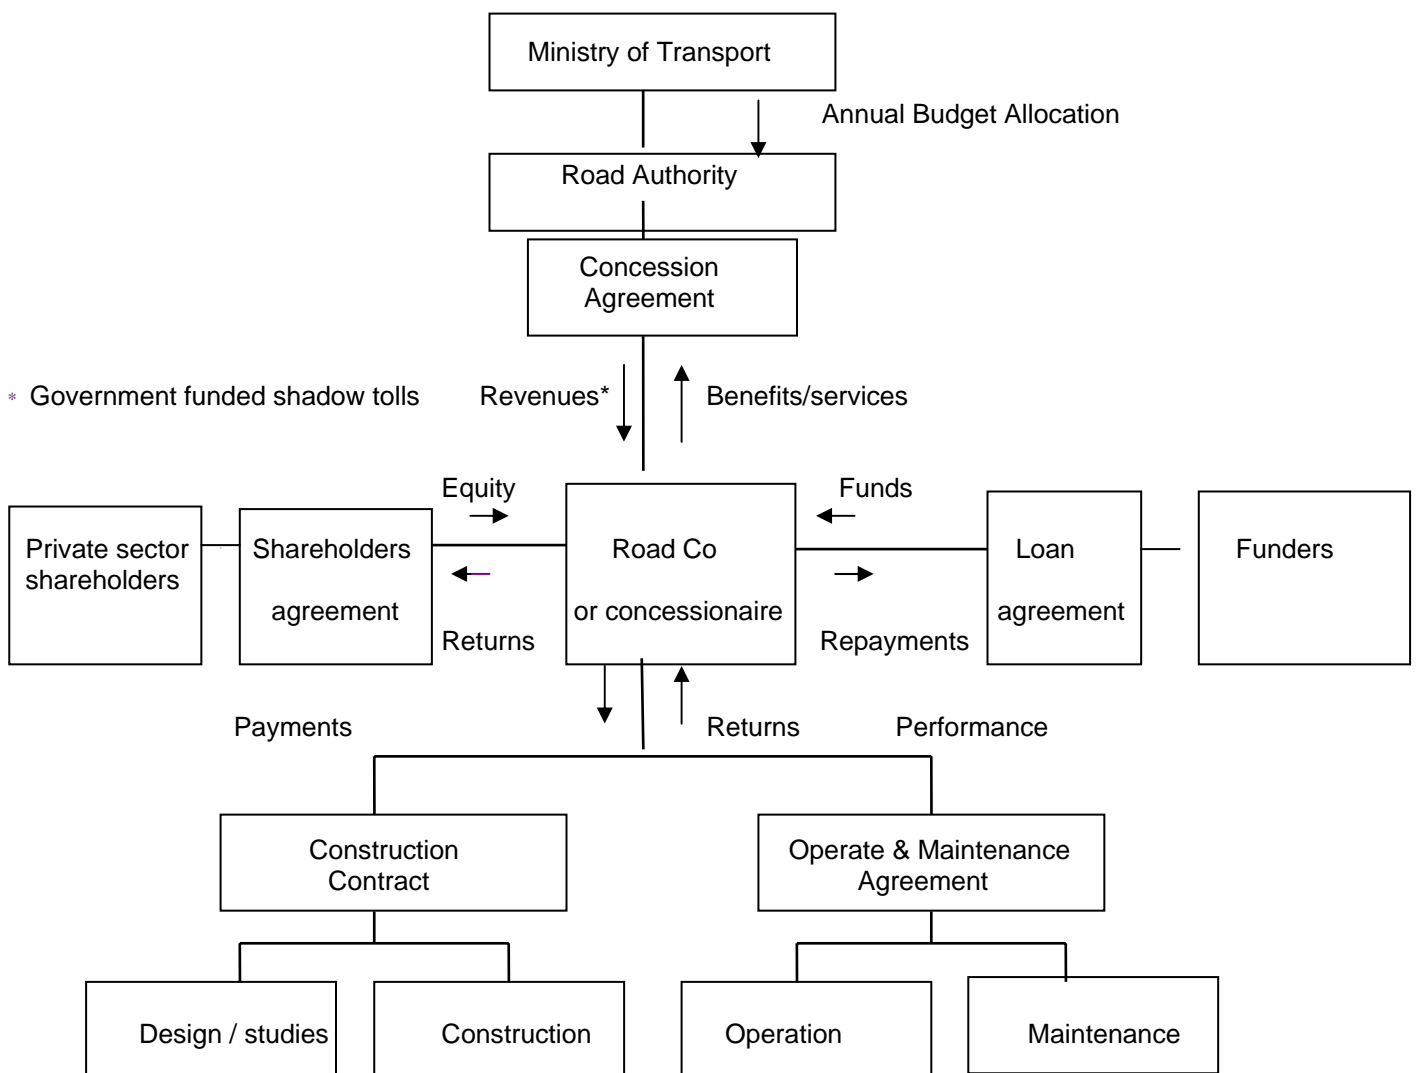 Ministry of Transport
Annual Budget Allocation
Road Authority
Concession
Agreement
* Government funded shadow tolls
Revenues*
Benefits/services
Equity
Funds
Private sector
shareholders
Shareholders
agreement
Road Co
or concessionaire
Loan
agreement
Funders
Returns
Repayments
Payments
Returns
Performance
Construction
Contract
Operate & Maintenance
Agreement
Design / studies
Construction
Operation
Maintenance